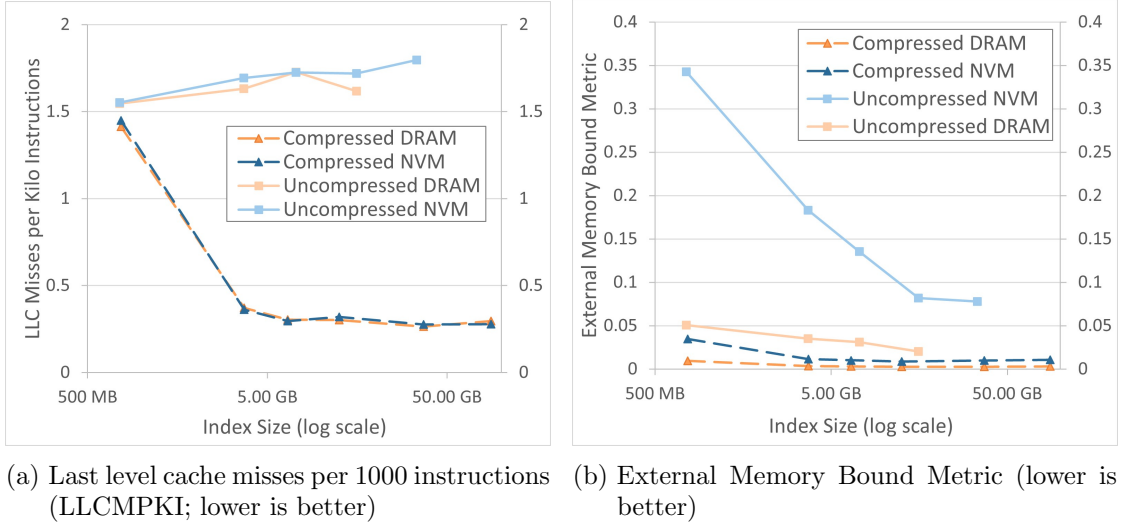 2
1.5
1
0.5
0
2
1.5
1
0.5
0
LLC Misses per Kilo Instructions
Compressed DRAM
Compressed NVM
Uncompressed DRAM
Uncompressed NVM
500 MB
5.00 GB
50.00 GB
Index Size (log scale)
(a) Last level cache misses per 1000 instructions
(LLCMPKI; lower is better)
0.4
0.35
0.3
0.25
0.2
0.15
0.1
0.05
0
0.4
0.35
0.3
0.25
0.2
0.15
0.1
0.05
0
External Memory Bound Metric
Compressed DRAM
Compressed NVM
Uncompressed NVM
Uncompressed DRAM
500 MB
5.00 GB
50.00 GB
Index Size (log scale)
(b) External Memory Bound Metric (lower is
better)